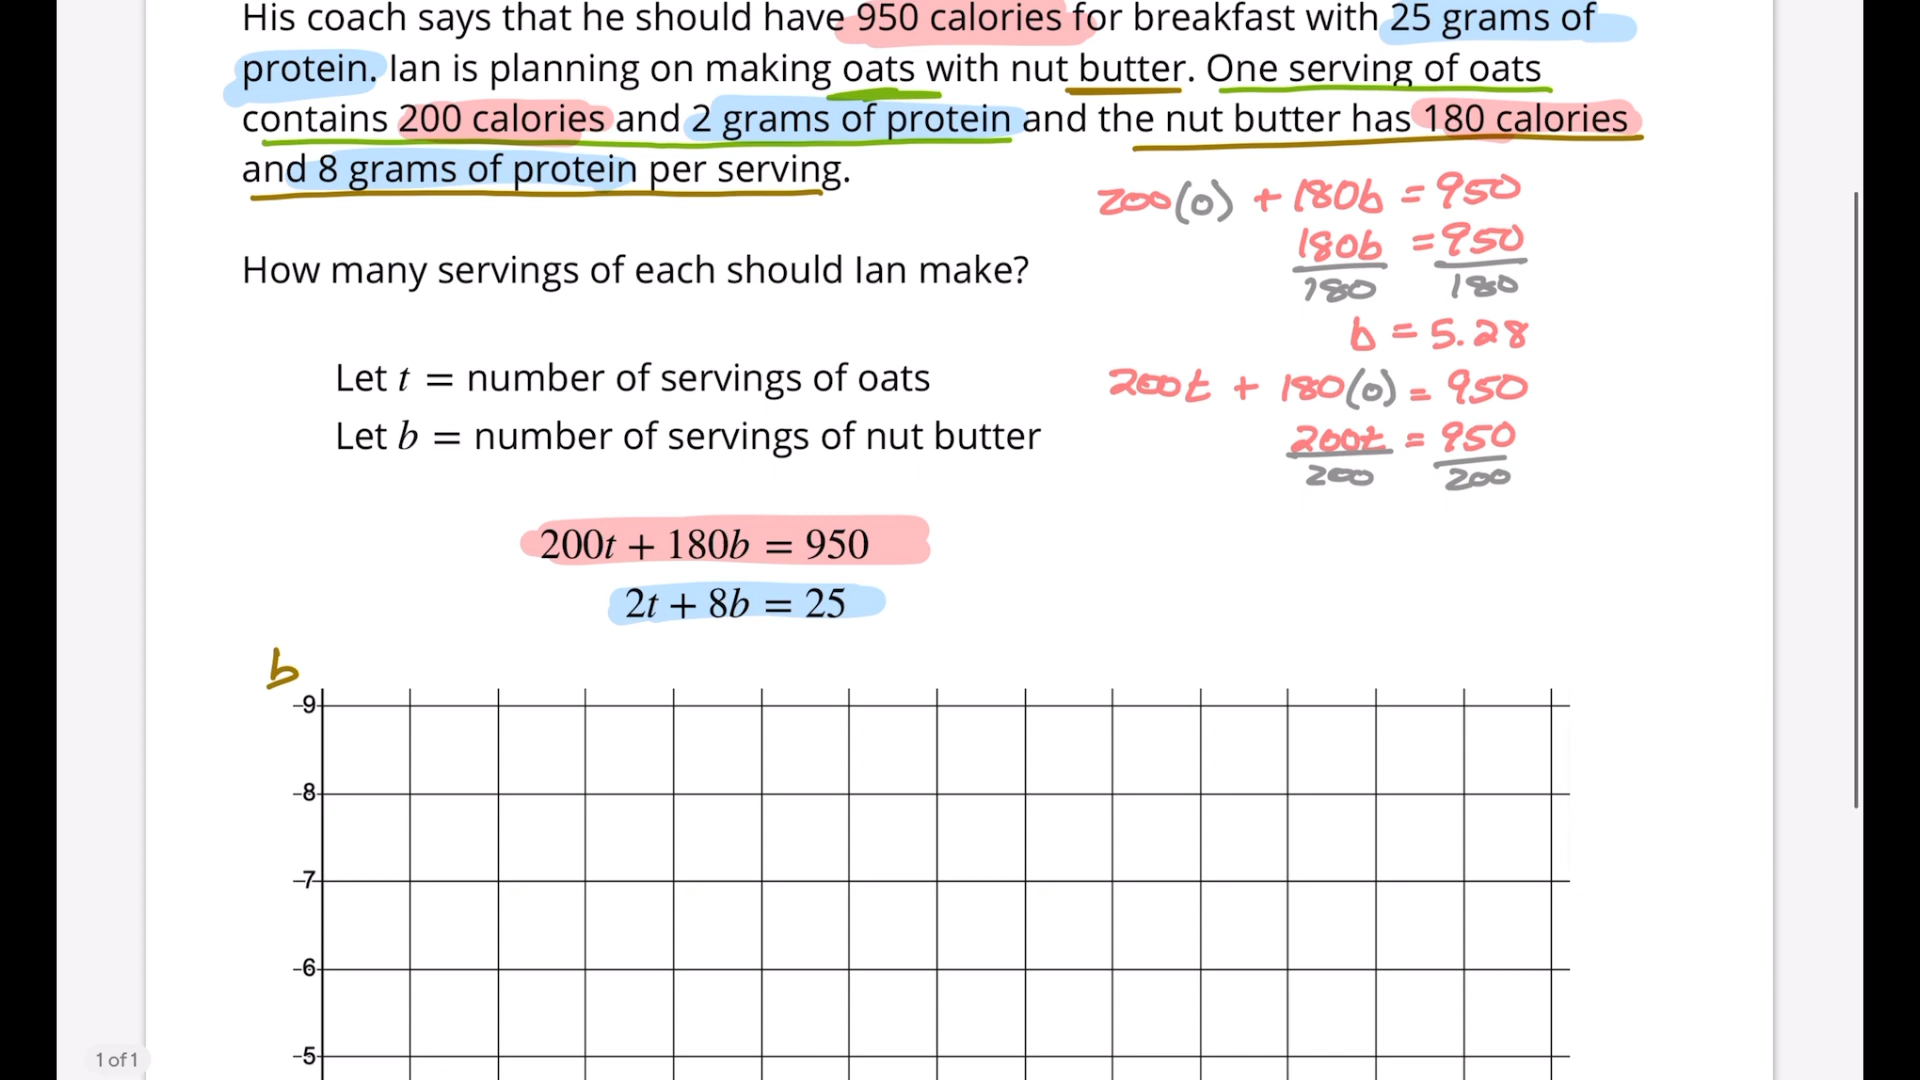 His coach says that he should have 950 calories for breakfast with 25 grams of
protein. Ian is planning on making oats with nut butter. One serving of oats
contains 200 calories and 2 grams of protein and the nut butter has 180 calories
and 8 grams of protein per serving.
200(0) + 180b = 950
180b = 950
180 180
How many servings of each should Ian make?
b = 5.28
Let t = number of servings of oats
200t + 180(0) = 950
Let b = number of servings of nut butter
200t = 950
200 200
200t + 180b = 950
2t + 8b = 25
b
9
8
7
6
5
1 of 1